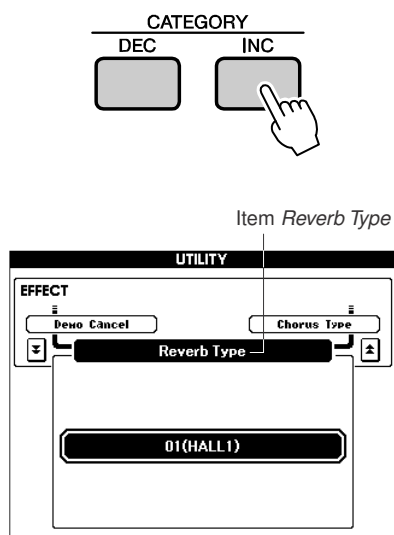 CATEGORY
DEC INC
Item Reverb Type
UTILITY
EFFECT
Demo Cancel Chorus Type
Reverb Type
01(HALL1)